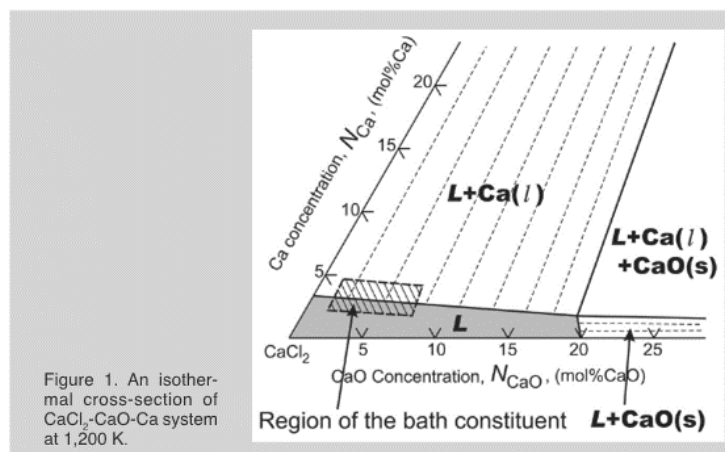 Ca concentration, N_Ca, (mol%Ca)
20
15
10
5
L+Ca(l)
L+Ca(l)
+CaO(s)
L
CaCl₂
5
10
15
20
25
CaO Concentration, N_CaO, (mol%CaO)
Region of the bath constituent
L+CaO(s)
Figure 1. An isother-
mal cross-section of
CaCl₂-CaO-Ca system
at 1,200 K.